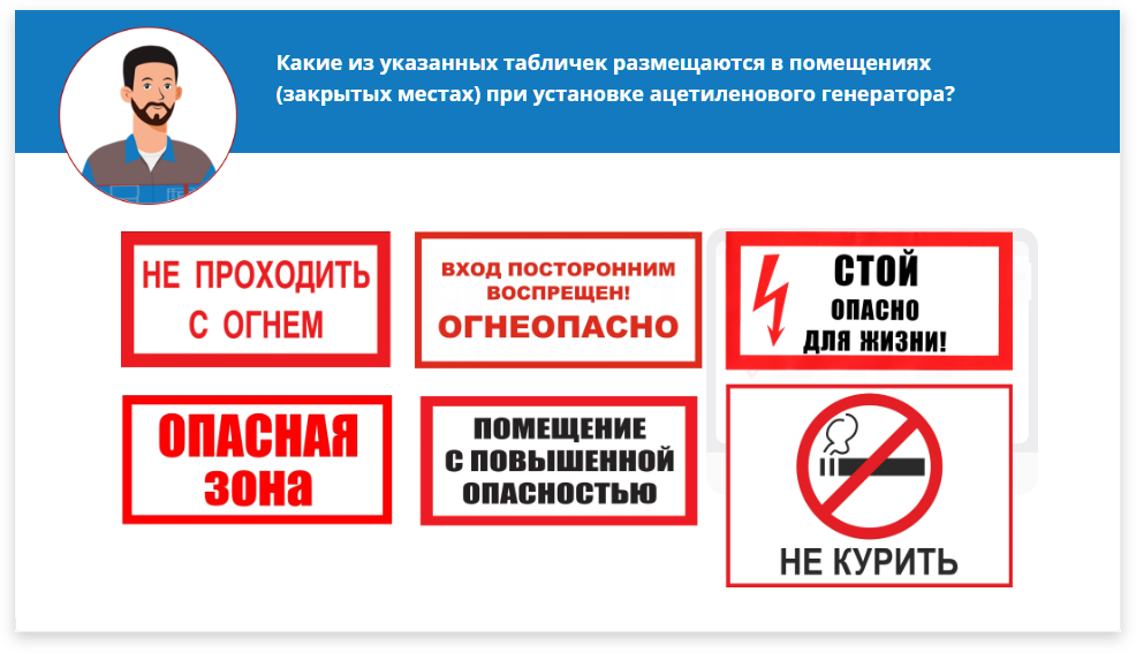 Какие из указанных табличек размещаются в помещениях
(закрытых местах) при установке ацетиленового генератора?
НЕ ПРОХОДИТЬ
С ОГНЕМ
ВХОД ПОСТОРОННИМ
ВОСПРЕЩЕН!
ОГНЕОПАСНО
СТОЙ
ОПАСНО
ДЛЯ ЖИЗНИ!
ОПАСНАЯ
зона
ПОМЕЩЕНИЕ
С ПОВЫШЕННОЙ
ОПАСНОСТЬЮ
НЕ КУРИТЬ